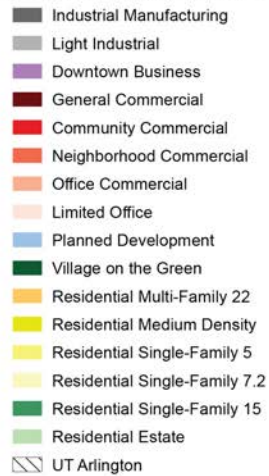 Industrial Manufacturing
Light Industrial
Downtown Business
General Commercial
Community Commercial
Neighborhood Commercial
Office Commercial
Limited Office
Planned Development
Village on the Green
Residential Multi-Family 22
Residential Medium Density
Residential Single-Family 5
Residential Single-Family 7.2
Residential Single-Family 15
Residential Estate
UT Arlington